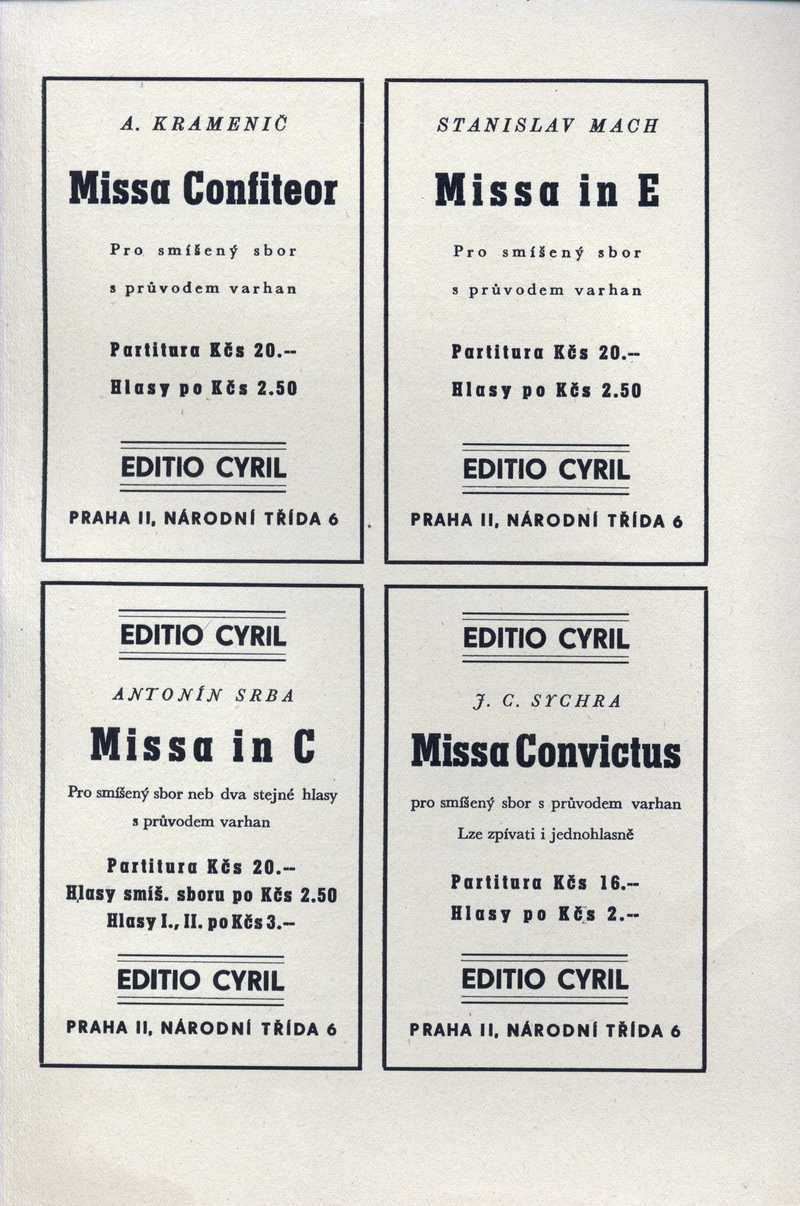 A. KRAMENIČ
Missa Confiteor
Pro smíšený sbor
s průvodem varhan
Partitura Kčs 20.--
Hlasy po Kčs 2.50
EDITIO CYRIL
PRAHA II, NÁRODNÍ TŘÍDA 6
STANISLAV MACH
Missa in E
Pro smíšený sbor
s průvodem varhan
Partitura Kčs 20.--
Hlasy po Kčs 2.50
EDITIO CYRIL
PRAHA II, NÁRODNÍ TŘÍDA 6
EDITIO CYRIL
ANTONÍN SRBA
Missa in C
Pro smíšený sbor neb dva stejné hlasy
s průvodem varhan
Partitura Kčs 20.--
Hlasy smíš. sboru po Kčs 2.50
Hlasy I., II. po Kčs 3.--
EDITIO CYRIL
PRAHA II, NÁRODNÍ TŘÍDA 6
EDITIO CYRIL
J. C. SYCHRA
Missa Convictus
pro smíšený sbor s průvodem varhan
Lze zpívati i jednohlasně
Partitura Kčs 16.--
Hlasy po Kčs 2.--
EDITIO CYRIL
PRAHA II, NÁRODNÍ TŘÍDA 6